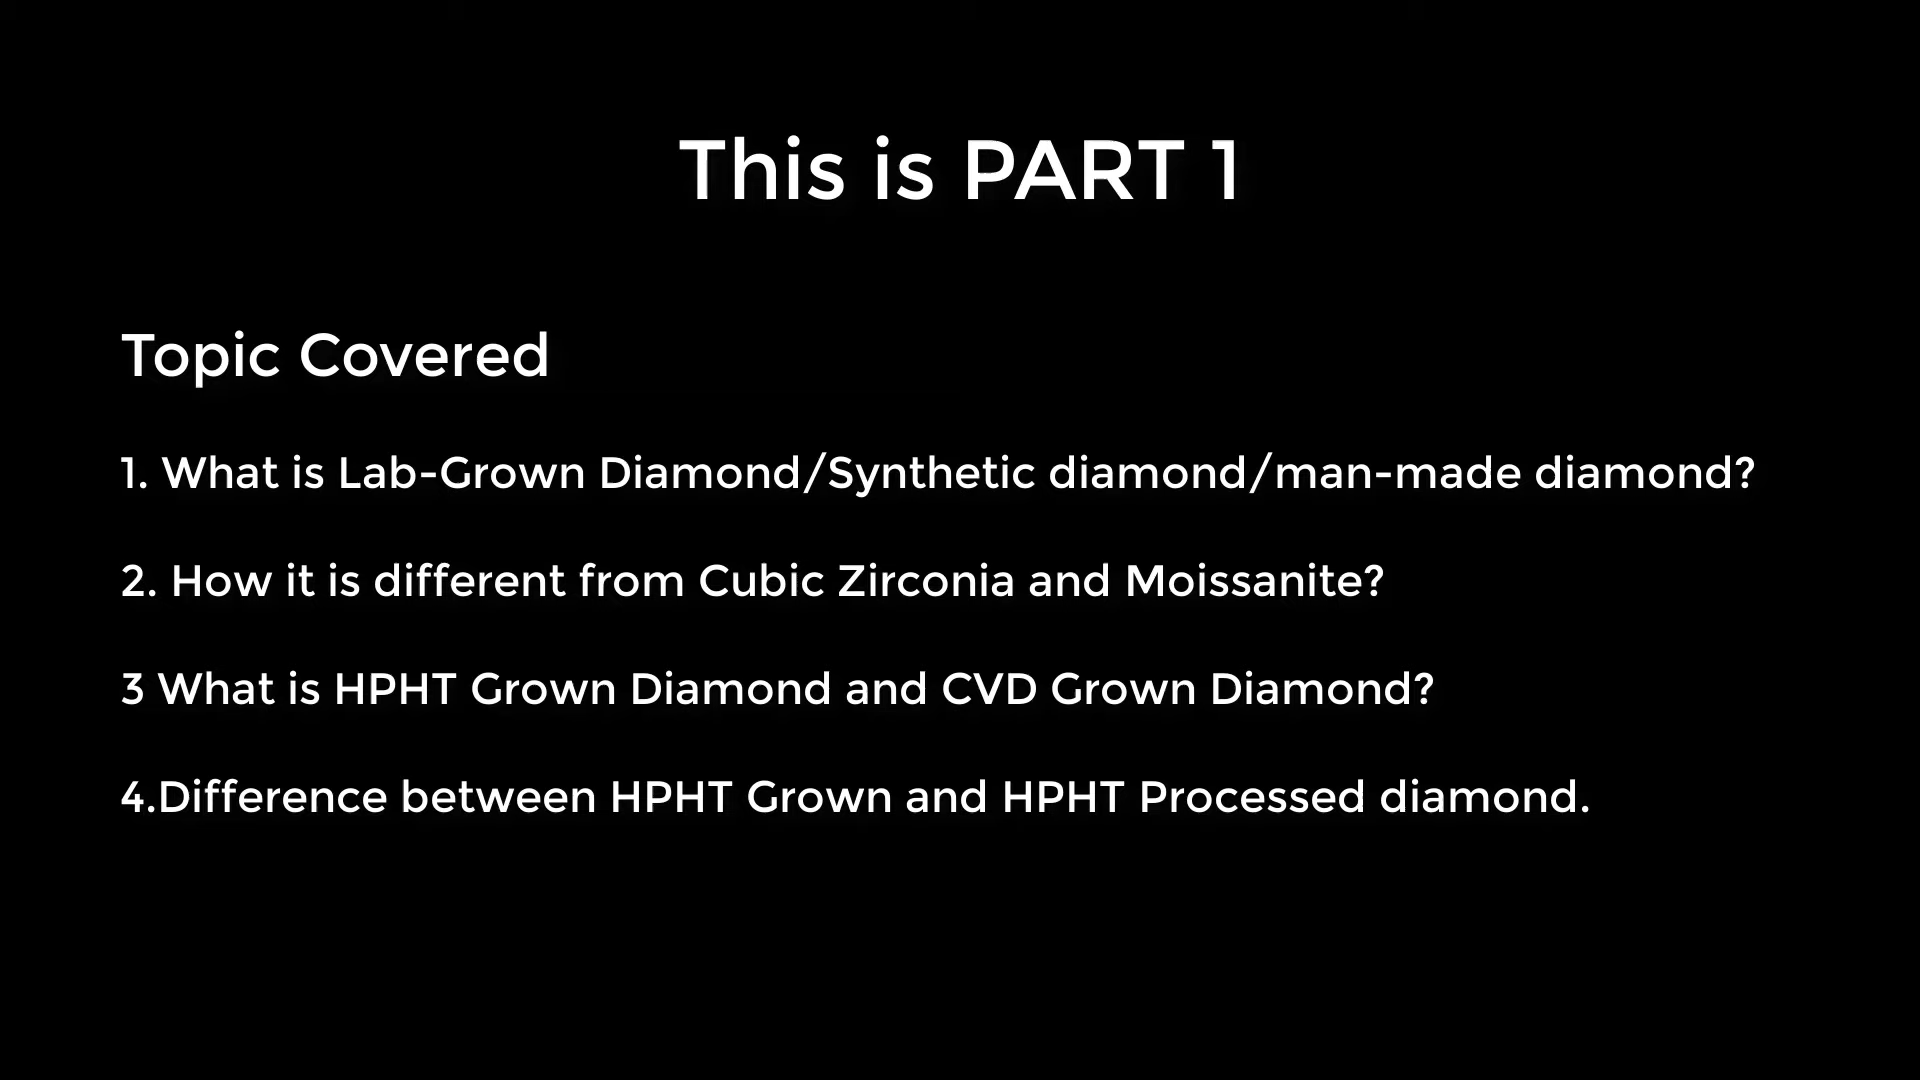 This is PART 1
Topic Covered
1. What is Lab-Grown Diamond/Synthetic diamond/man-made diamond?
2. How it is different from Cubic Zirconia and Moissanite?
3 What is HPHT Grown Diamond and CVD Grown Diamond?
4.Difference between HPHT Grown and HPHT Processed diamond.